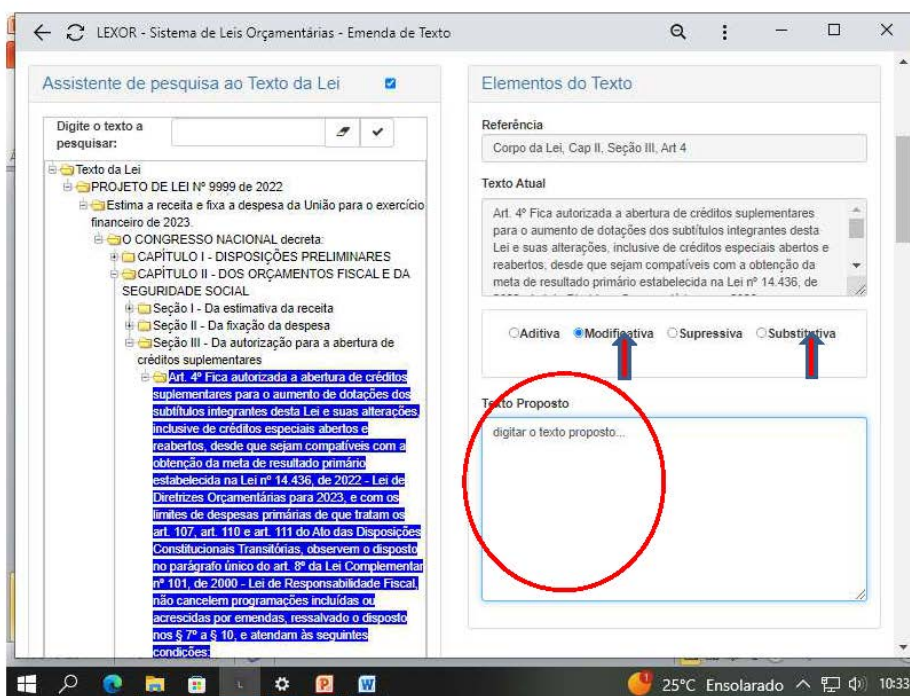 LEXOR - Sistema de Leis Orçamentárias - Emenda de Texto
Assistente de pesquisa ao Texto da Lei
Digite o texto a
pesquisar:
Texto da Lei
PROJETO DE LEI Nº 9999 de 2022
Estima a receita e fixa a despesa da União para o exercício
financeiro de 2023.
O CONGRESSO NACIONAL decreta:
CAPÍTULO I - DISPOSIÇÕES PRELIMINARES
CAPÍTULO II - DOS ORÇAMENTOS FISCAL E DA
SEGURIDADE SOCIAL
Seção I - Da estimativa da receita
Seção II - Da fixação da despesa
Seção III - Da autorização para a abertura de
créditos suplementares
Art. 4º Fica autorizada a abertura de créditos
suplementares para o aumento de dotações dos
subtítulos integrantes desta Lei e suas alterações,
inclusive de créditos especiais abertos e
reabertos, desde que sejam compatíveis com a
obtenção da meta de resultado primário
estabelecida na Lei nº 14.436, de 2022 - Lei de
Diretrizes Orçamentárias para 2023, e com os
limites de despesas primárias de que tratam os
art. 107, art. 110 e art. 111 do Ato das Disposições
Constitucionais Transitórias, observem o disposto
no parágrafo único do art. 8º da Lei Complementar
nº 101, de 2000 - Lei de Responsabilidade Fiscal,
não cancelem programações incluídas ou
acrescidas por emendas, ressalvado o disposto
nos § 7º a § 10, e atendam às seguintes
condições:
Elementos do Texto
Referência
Corpo da Lei, Cap II, Seção III, Art 4
Texto Atual
Art. 4º Fica autorizada a abertura de créditos suplementares
para o aumento de dotações dos subtítulos integrantes desta
Lei e suas alterações, inclusive de créditos especiais abertos e
reabertos, desde que sejam compatíveis com a obtenção da
meta de resultado primário estabelecida na Lei nº 14.436, de
Aditiva Modificativa Supressiva Substitutiva
Texto Proposto
digitar o texto proposto...
25°C Ensolarado 10:33